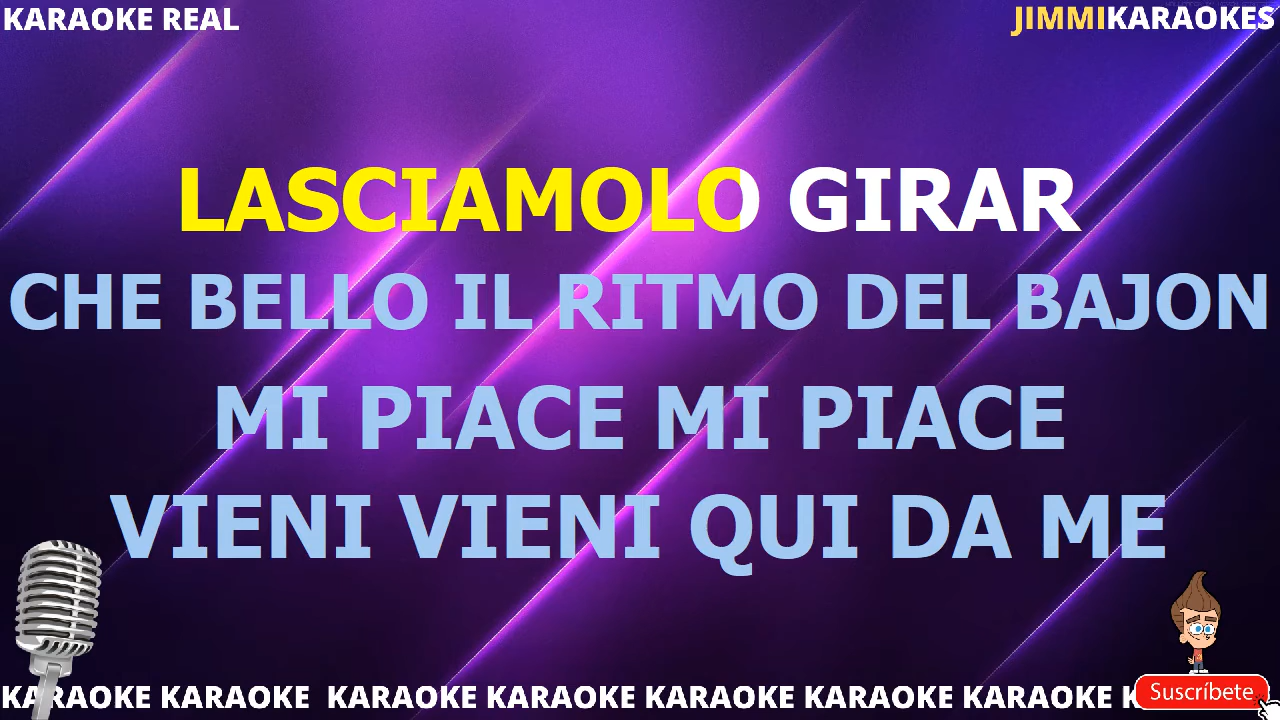 KARAOKE REAL
JIMMIKARAOKES
LASCIAMOLO GIRAR
CHE BELLO IL RITMO DEL BAJON
MI PIACE MI PIACE
VIENI VIENI QUI DA ME
KARAOKE KARAOKE KARAOKE KARAOKE KARAOKE KARAOKE KARAOKE K
Suscríbete